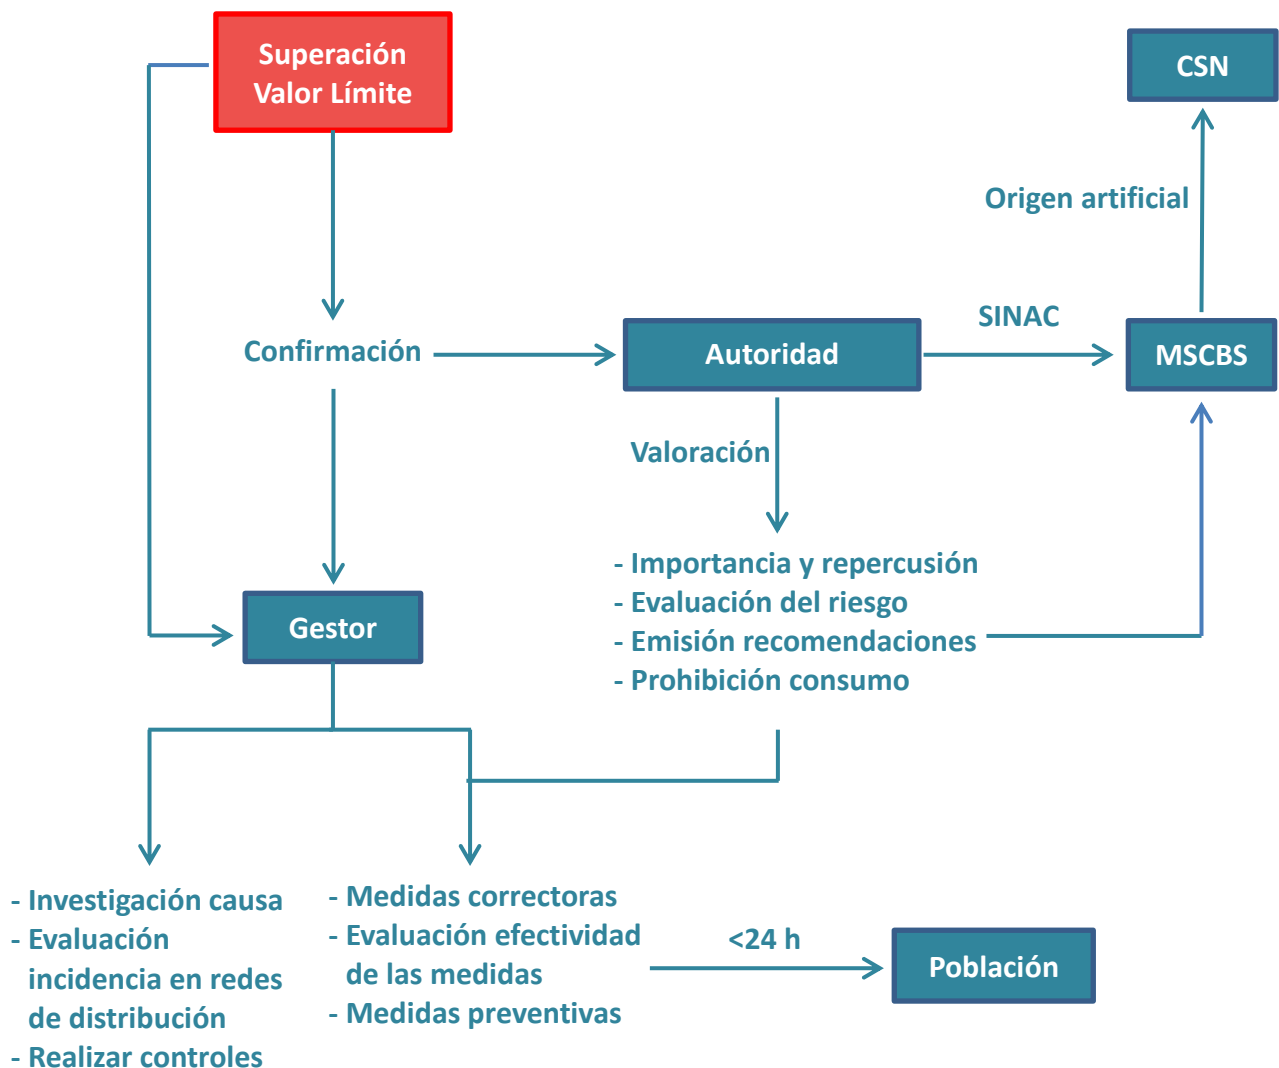 Superación
Valor Límite
CSN
Origen artificial
SINAC
Confirmación
Autoridad
MSCBS
Valoración
- Importancia y repercusión
- Evaluación del riesgo
- Emisión recomendaciones
- Prohibición consumo
Gestor
- Investigación causa
- Evaluación
incidencia en redes
de distribución
- Realizar controles
- Medidas correctoras
- Evaluación efectividad
de las medidas
- Medidas preventivas
<24 h
Población